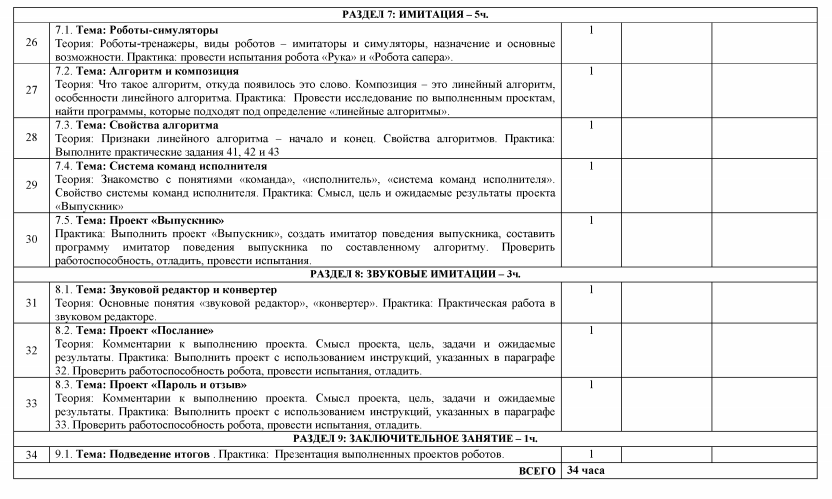 РАЗДЕЛ 7: ИМИТАЦИЯ – 5ч.
26
7.1. Тема: Роботы-симуляторы
1
Теория: Роботы-тренажеры, виды роботов – имитаторы и симуляторы, назначение и основные
возможности. Практика: провести испытания робота «Рука» и «Робота сапера».
27
7.2. Тема: Алгоритм и композиция
1
Теория: Что такое алгоритм, откуда появилось это слово. Композиция – это линейный алгоритм,
особенности линейного алгоритма. Практика: Провести исследование по выполненным проектам,
найти программы, которые подходят под определение «линейные алгоритмы».
28
7.3. Тема: Свойства алгоритма
1
Теория: Признаки линейного алгоритма – начало и конец. Свойства алгоритмов. Практика:
Выполните практические задания 41, 42 и 43
29
7.4. Тема: Система команд исполнителя
1
Теория: Знакомство с понятиями «команда», «исполнитель», «система команд исполнителя».
Свойство системы команд исполнителя. Практика: Смысл, цель и ожидаемые результаты проекта
«Выпускник»
30
7.5. Тема: Проект «Выпускник»
1
Практика: Выполнить проект «Выпускник», создать имитатор поведения выпускника, составить
программу имитатор поведения выпускника по составленному алгоритму. Проверить
работоспособность, отладить, провести испытания.
РАЗДЕЛ 8: ЗВУКОВЫЕ ИМИТАЦИИ – 3ч.
31
8.1. Тема: Звуковой редактор и конвертер
1
Теория: Основные понятия «звуковой редактор», «конвертер». Практика: Практическая работа в
звуковом редакторе.
32
8.2. Тема: Проект «Послание»
1
Теория: Комментарии к выполнению проекта. Смысл проекта, цель, задачи и ожидаемые
результаты. Практика: Выполнить проект с использованием инструкций, указанных в параграфе
32. Проверить работоспособность робота, провести испытания, отладить.
33
8.3. Тема: Проект «Пароль и отзыв»
1
Теория: Комментарии к выполнению проекта. Смысл проекта, цель, задачи и ожидаемые
результаты. Практика: Выполнить проект с использованием инструкций, указанных в параграфе
33. Проверить работоспособность робота, провести испытания, отладить.
РАЗДЕЛ 9: ЗАКЛЮЧИТЕЛЬНОЕ ЗАНЯТИЕ – 1ч.
34
9.1. Тема: Подведение итогов . Практика: Презентация выполненных проектов роботов.
1
ВСЕГО
34 часа